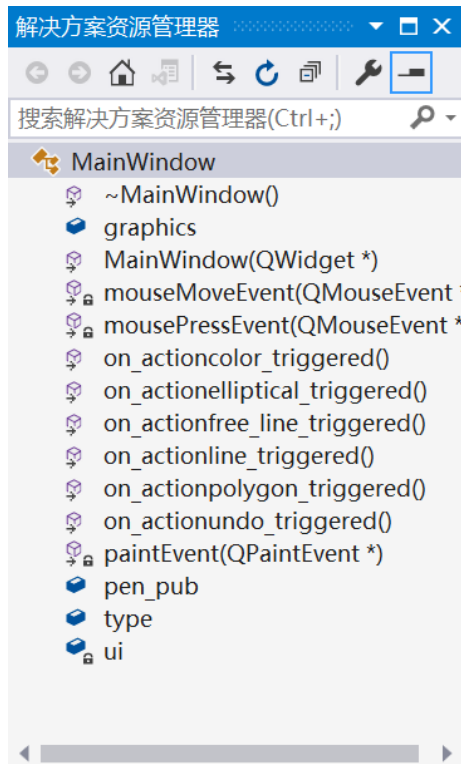 解决方案资源管理器
搜索解决方案资源管理器(Ctrl+;)
MainWindow
~MainWindow()
graphics
MainWindow(QWidget *)
mouseMoveEvent(QMouseEvent *
mousePressEvent(QMouseEvent *
on_actioncolor_triggered()
on_actionelliptical_triggered()
on_actionfree_line_triggered()
on_actionline_triggered()
on_actionpolygon_triggered()
on_actionundo_triggered()
paintEvent(QPaintEvent *)
pen_pub
type
ui